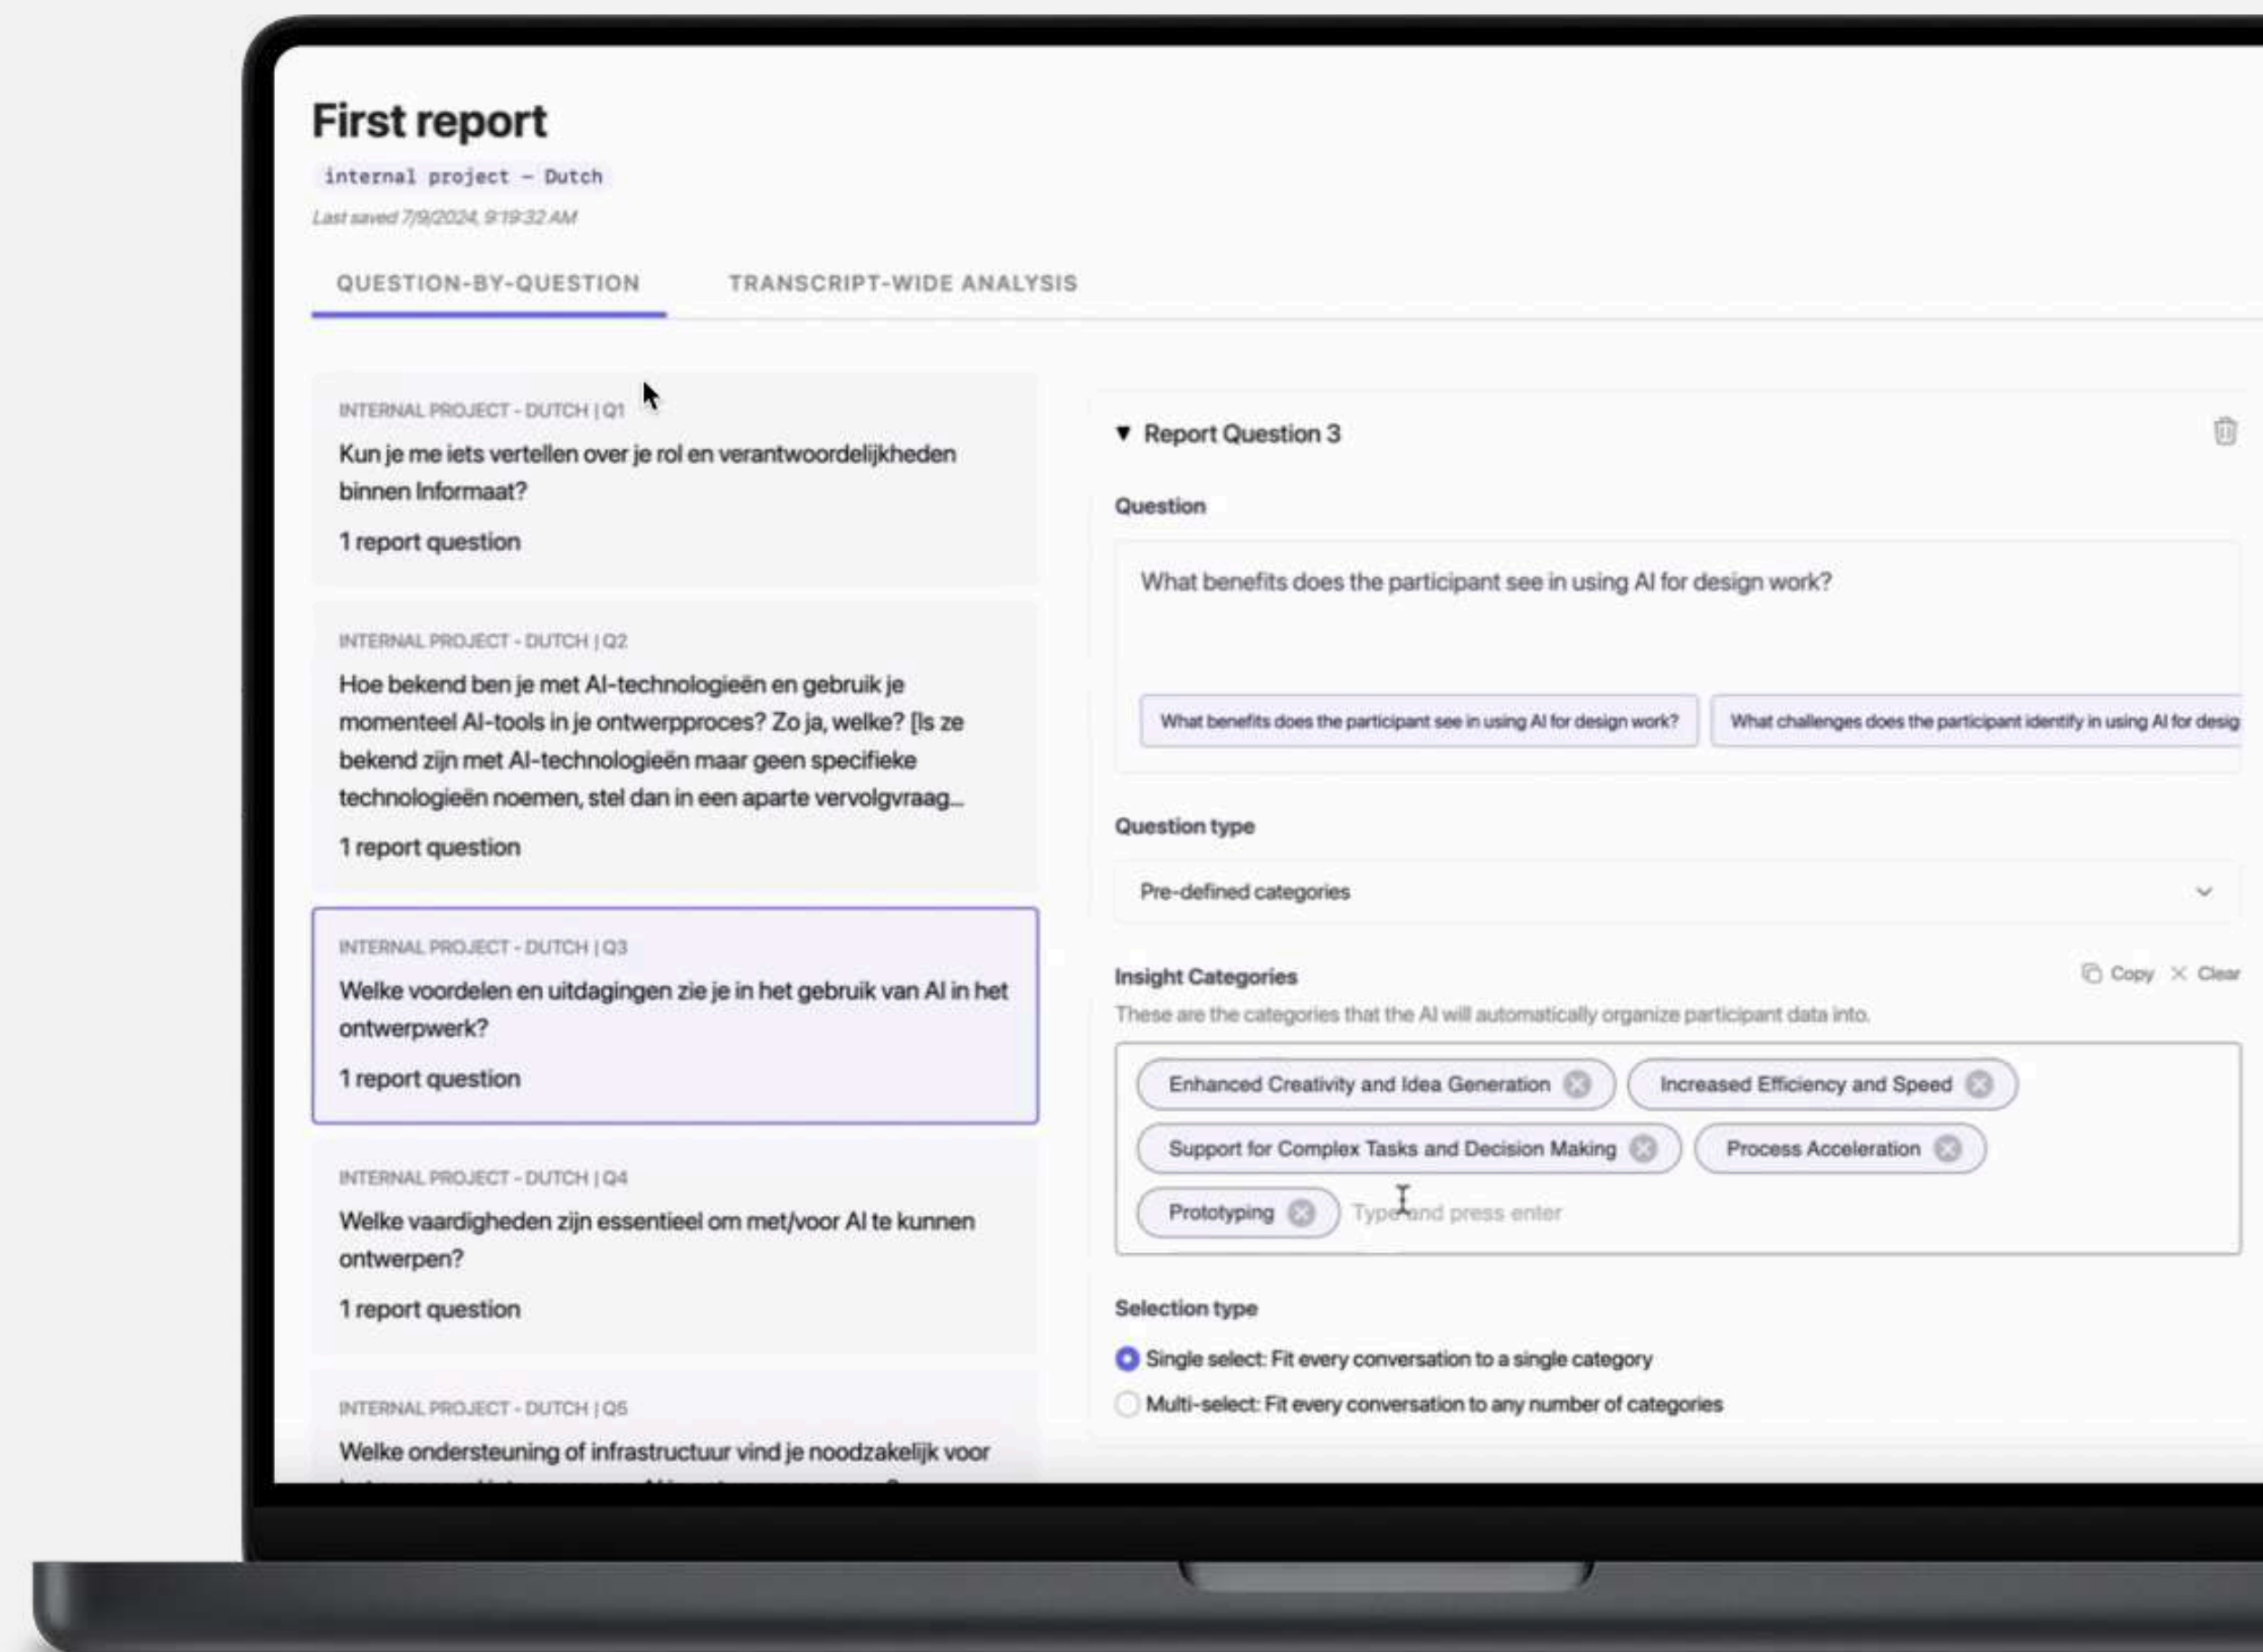 First report
internal project – Dutch
Last saved 7/9/2024, 9:19:32 AM
QUESTION-BY-QUESTION
TRANSCRIPT-WIDE ANALYSIS
INTERNAL PROJECT - DUTCH | Q1
Kun je me iets vertellen over je rol en verantwoordelijkheden
binnen Informaat?
1 report question
INTERNAL PROJECT - DUTCH | Q2
Hoe bekend ben je met AI-technologieën en gebruik je
momenteel AI-tools in je ontwerpproces? Zo ja, welke? [Is ze
bekend zijn met AI-technologieën maar geen specifieke
technologieën noemen, stel dan in een aparte vervolgvraag...
1 report question
INTERNAL PROJECT - DUTCH | Q3
Welke voordelen en uitdagingen zie je in het gebruik van AI in het
ontwerpwerk?
1 report question
INTERNAL PROJECT - DUTCH | Q4
Welke vaardigheden zijn essentieel om met/voor AI te kunnen
ontwerpen?
1 report question
INTERNAL PROJECT - DUTCH | Q5
Welke ondersteuning of infrastructuur vind je noodzakelijk voor
▼ Report Question 3
Question
What benefits does the participant see in using AI for design work?
What benefits does the participant see in using AI for design work?
What challenges does the participant identify in using AI for desig
Question type
Pre-defined categories
Insight Categories
Copy
Clear
These are the categories that the AI will automatically organize participant data into.
Enhanced Creativity and Idea Generation
Increased Efficiency and Speed
Support for Complex Tasks and Decision Making
Process Acceleration
Prototyping
Type and press enter
Selection type
Single select: Fit every conversation to a single category
Multi-select: Fit every conversation to any number of categories